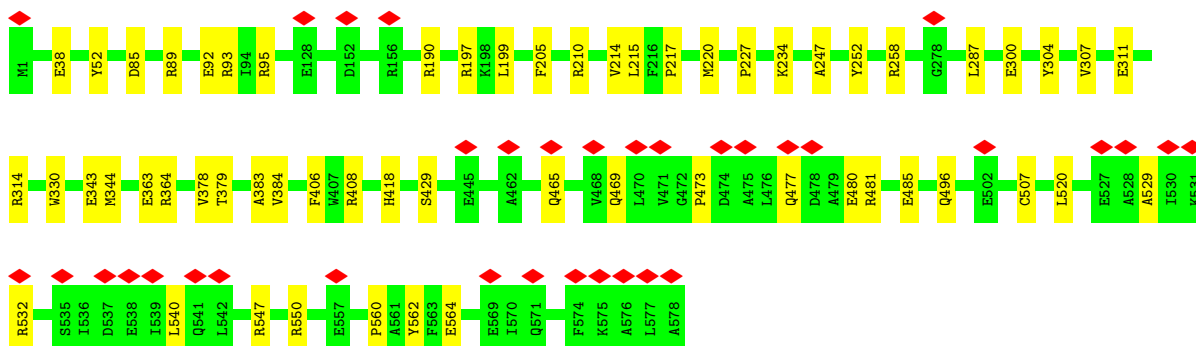 M1 E38 Y52 D85 R89 E92 R93 I94 R95 E128 D152 R156 R190 R197 K198 L199 F205 R210 V214 L215 F216 P217 M220 P227 K234 A247 Y252 R258 G278 L287 E300 Y304 V307 E311
R314 W330 E343 M344 E363 R364 V378 T379 A383 V384 F406 W407 R408 H418 S429 E445 A462 Q465 V468 Q469 L470 V471 G472 P473 D474 A475 L476 Q477 D478 A479 E480 R481 E485 Q496 E502 C507 L520 E527 A528 A529 I530 K531
R532 S535 I536 D537 E538 I539 L540 Q541 L542 R547 R550 E557 P560 A561 Y562 F563 E564 E569 I570 Q571 F574 K575 A576 L577 A578